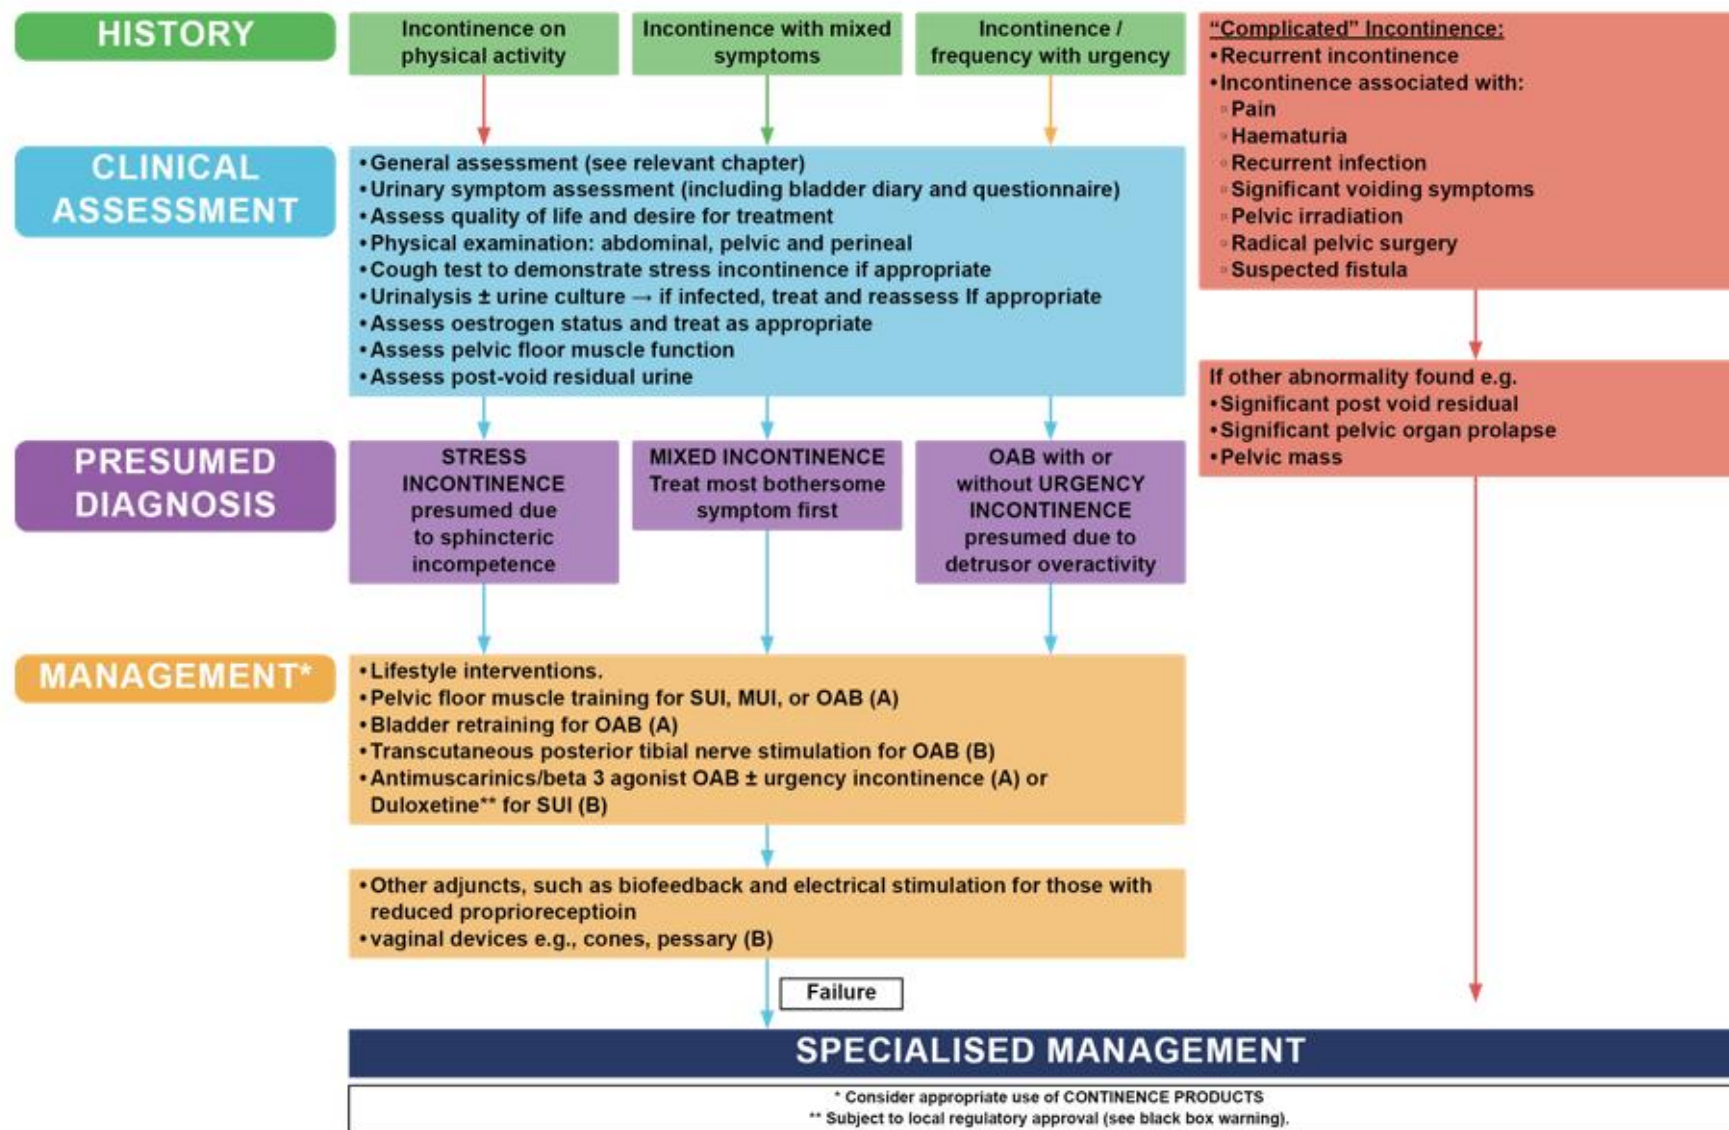 HISTORY
Incontinence on
physical activity
Incontinence with mixed
symptoms
Incontinence /
frequency with urgency
“Complicated” Incontinence:
•Recurrent incontinence
•Incontinence associated with:
▫Pain
▫Haematuria
▫Recurrent infection
▫Significant voiding symptoms
▫Pelvic irradiation
▫Radical pelvic surgery
▫Suspected fistula
CLINICAL
ASSESSMENT
•General assessment (see relevant chapter)
•Urinary symptom assessment (including bladder diary and questionnaire)
•Assess quality of life and desire for treatment
•Physical examination: abdominal, pelvic and perineal
•Cough test to demonstrate stress incontinence if appropriate
•Urinalysis ± urine culture → if infected, treat and reassess If appropriate
•Assess oestrogen status and treat as appropriate
•Assess pelvic floor muscle function
•Assess post-void residual urine
If other abnormality found e.g.
•Significant post void residual
•Significant pelvic organ prolapse
•Pelvic mass
PRESUMED
DIAGNOSIS
STRESS
INCONTINENCE
presumed due
to sphincteric
incompetence
MIXED INCONTINENCE
Treat most bothersome
symptom first
OAB with or
without URGENCY
INCONTINENCE
presumed due to
detrusor overactivity
MANAGEMENT*
•Lifestyle interventions.
•Pelvic floor muscle training for SUI, MUI, or OAB (A)
•Bladder retraining for OAB (A)
•Transcutaneous posterior tibial nerve stimulation for OAB (B)
•Antimuscarinics/beta 3 agonist OAB ± urgency incontinence (A) or
Duloxetine** for SUI (B)
•Other adjuncts, such as biofeedback and electrical stimulation for those with
reduced proprioreceptioin
•vaginal devices e.g., cones, pessary (B)
Failure
SPECIALISED MANAGEMENT
* Consider appropriate use of CONTINENCE PRODUCTS
** Subject to local regulatory approval (see black box warning).